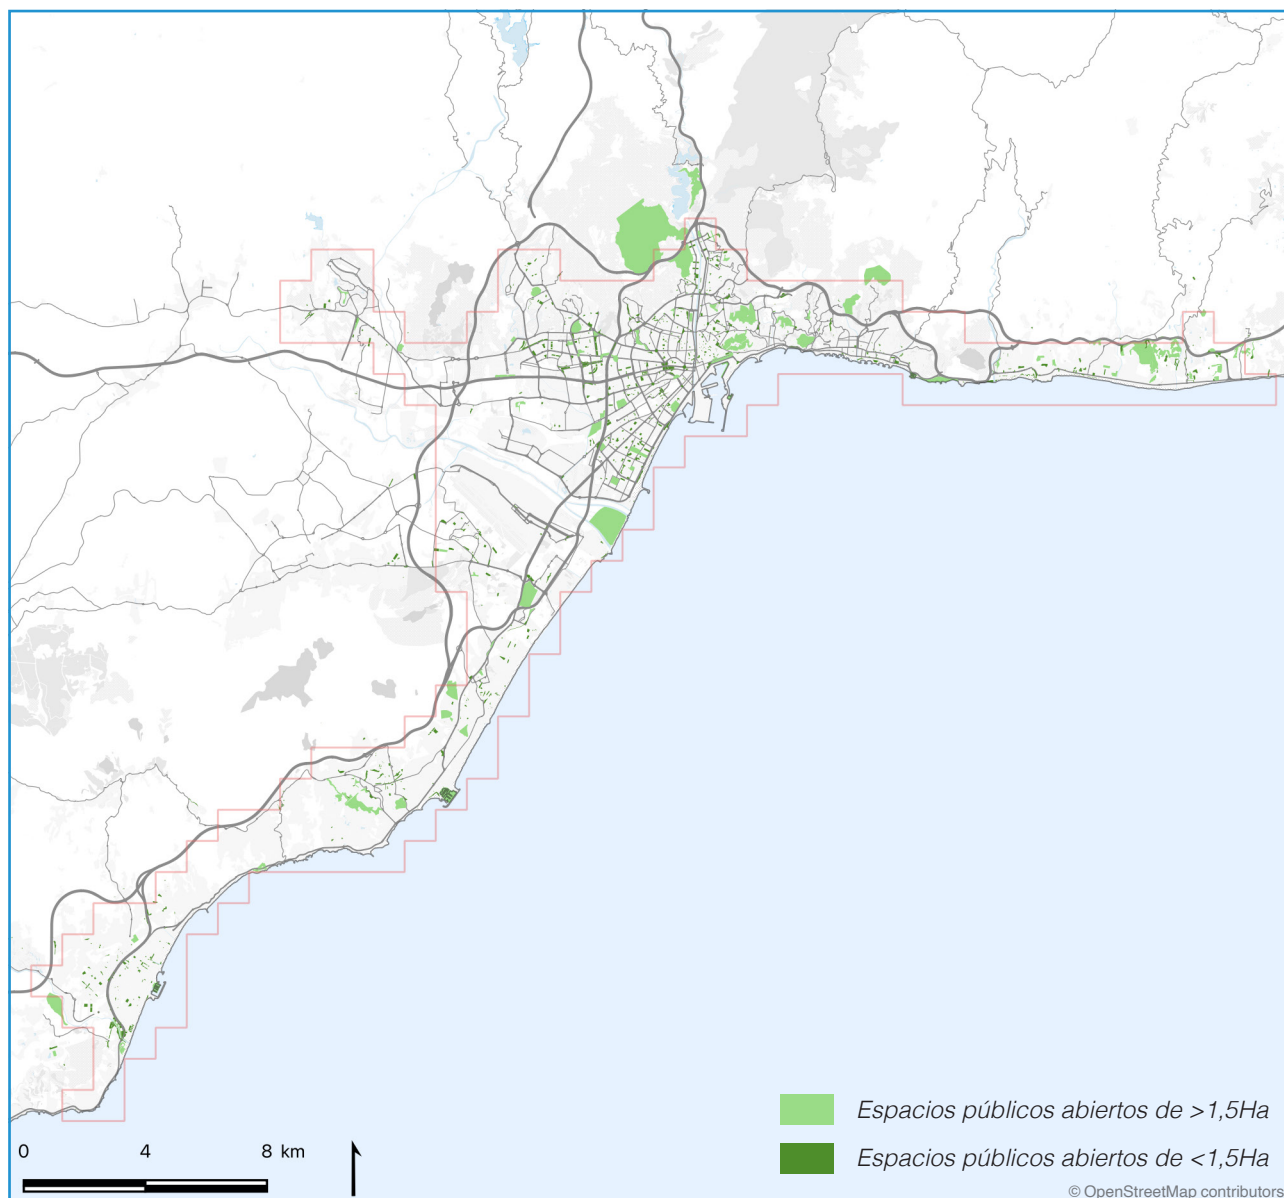 Espacios públicos abiertos de >1,5Ha
Espacios públicos abiertos de <1,5Ha
0 4 8 km
© OpenStreetMap contributors